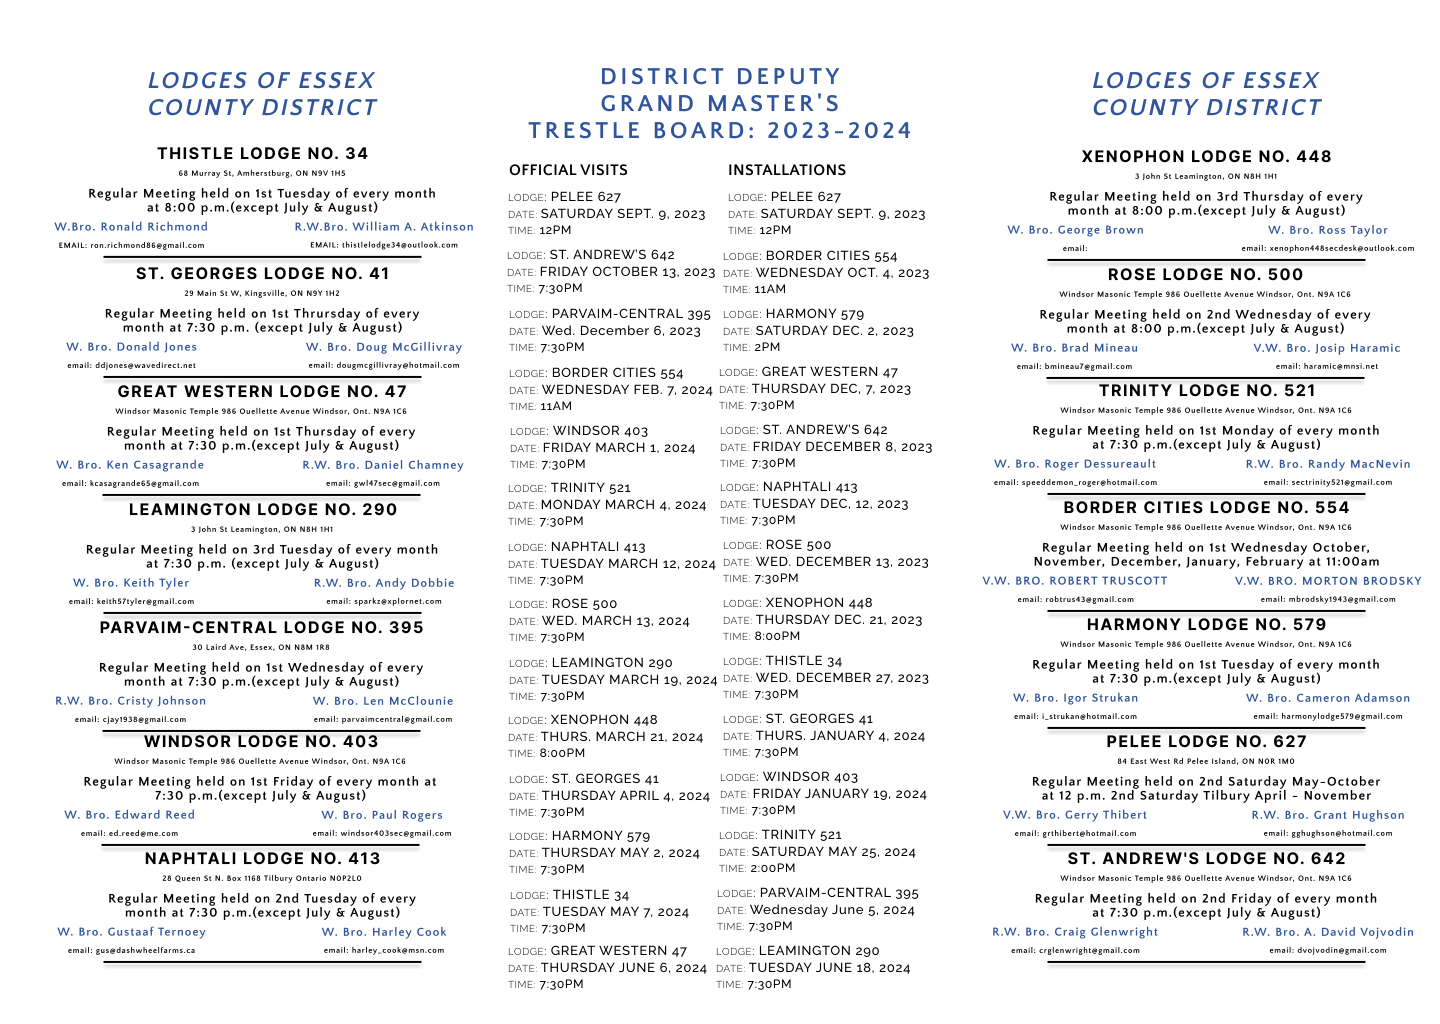 LODGES OF ESSEX
COUNTY DISTRICT
THISTLE LODGE NO. 34
68 Murray St, Amherstburg, ON N9V 1H5
Regular Meeting held on 1st Tuesday of every month
at 8:00 p.m.(except July & August)
W.Bro. Ronald Richmond R.W.Bro. William A. Atkinson
EMAIL: ron.richmond86@gmail.com EMAIL: thistlelodge34@outlook.com
ST. GEORGES LODGE NO. 41
29 Main St W, Kingsville, ON N9Y 1H2
Regular Meeting held on 1st Thrursday of every
month at 7:30 p.m. (except July & August)
W. Bro. Donald Jones W. Bro. Doug McGillivray
email: ddjones@wavedirect.net email: dougmcgillivray@hotmail.com
GREAT WESTERN LODGE NO. 47
Windsor Masonic Temple 986 Ouellette Avenue Windsor, Ont. N9A 1C6
Regular Meeting held on 1st Thursday of every
month at 7:30 p.m.(except July & August)
W. Bro. Ken Casagrande R.W. Bro. Daniel Chamney
email: kcasagrande65@gmail.com email: gwl47sec@gmail.com
LEAMINGTON LODGE NO. 290
3 John St Leamington, ON N8H 1H1
Regular Meeting held on 3rd Tuesday of every month
at 7:30 p.m. (except July & August)
W. Bro. Keith Tyler R.W. Bro. Andy Dobbie
email: keith57tyler@gmail.com email: sparkz@xplornet.com
PARVAIM-CENTRAL LODGE NO. 395
30 Laird Ave, Essex, ON N8M 1R8
Regular Meeting held on 1st Wednesday of every
month at 7:30 p.m.(except July & August)
R.W. Bro. Cristy Johnson W. Bro. Len McClounie
email: cjay1938@gmail.com email: parvaimcentral@gmail.com
WINDSOR LODGE NO. 403
Windsor Masonic Temple 986 Ouellette Avenue Windsor, Ont. N9A 1C6
Regular Meeting held on 1st Friday of every month at
7:30 p.m.(except July & August)
W. Bro. Edward Reed W. Bro. Paul Rogers
email: ed.reed@me.com email: windsor403sec@gmail.com
NAPHTALI LODGE NO. 413
28 Queen St N. Box 1168 Tilbury Ontario N0P2L0
Regular Meeting held on 2nd Tuesday of every
month at 7:30 p.m.(except July & August)
W. Bro. Gustaaf Ternoey W. Bro. Harley Cook
email: gus@dashwheelfarms.ca email: harley_cook@msn.com
DISTRICT DEPUTY
GRAND MASTER'S
TRESTLE BOARD: 2023-2024
OFFICIAL VISITS
LODGE: PELEE 627
DATE: SATURDAY SEPT. 9, 2023
TIME: 12PM
LODGE: ST. ANDREW'S 642
DATE: FRIDAY OCTOBER 13, 2023
TIME: 7:30PM
LODGE: PARVAIM-CENTRAL 395
DATE: Wed. December 6, 2023
TIME: 7:30PM
LODGE: BORDER CITIES 554
DATE: WEDNESDAY FEB. 7, 2024
TIME: 11AM
LODGE: WINDSOR 403
DATE: FRIDAY MARCH 1, 2024
TIME: 7:30PM
LODGE: TRINITY 521
DATE: MONDAY MARCH 4, 2024
TIME: 7:30PM
LODGE: NAPHTALI 413
DATE: TUESDAY MARCH 12, 2024
TIME: 7:30PM
LODGE: ROSE 500
DATE: WED. MARCH 13, 2024
TIME: 7:30PM
LODGE: LEAMINGTON 290
DATE: TUESDAY MARCH 19, 2024
TIME: 7:30PM
LODGE: XENOPHON 448
DATE: THURS. MARCH 21, 2024
TIME: 8:00PM
LODGE: ST. GEORGES 41
DATE: THURSDAY APRIL 4, 2024
TIME: 7:30PM
LODGE: HARMONY 579
DATE: THURSDAY MAY 2, 2024
TIME: 7:30PM
LODGE: THISTLE 34
DATE: TUESDAY MAY 7, 2024
TIME: 7:30PM
LODGE: GREAT WESTERN 47
DATE: THURSDAY JUNE 6, 2024
TIME: 7:30PM
INSTALLATIONS
LODGE: PELEE 627
DATE: SATURDAY SEPT. 9, 2023
TIME: 12PM
LODGE: BORDER CITIES 554
DATE: WEDNESDAY OCT. 4, 2023
TIME: 11AM
LODGE: HARMONY 579
DATE: SATURDAY DEC. 2, 2023
TIME: 2PM
LODGE: GREAT WESTERN 47
DATE: THURSDAY DEC, 7, 2023
TIME: 7:30PM
LODGE: ST. ANDREW'S 642
DATE: FRIDAY DECEMBER 8, 2023
TIME: 7:30PM
LODGE: NAPHTALI 413
DATE: TUESDAY DEC, 12, 2023
TIME: 7:30PM
LODGE: ROSE 500
DATE: WED. DECEMBER 13, 2023
TIME: 7:30PM
LODGE: XENOPHON 448
DATE: THURSDAY DEC. 21, 2023
TIME: 8:00PM
LODGE: THISTLE 34
DATE: WED. DECEMBER 27, 2023
TIME: 7:30PM
LODGE: ST. GEORGES 41
DATE: THURS. JANUARY 4, 2024
TIME: 7:30PM
LODGE: WINDSOR 403
DATE: FRIDAY JANUARY 19, 2024
TIME: 7:30PM
LODGE: TRINITY 521
DATE: SATURDAY MAY 25, 2024
TIME: 2:00PM
LODGE: PARVAIM-CENTRAL 395
DATE: Wednesday June 5, 2024
TIME: 7:30PM
LODGE: LEAMINGTON 290
DATE: TUESDAY JUNE 18, 2024
TIME: 7:30PM
LODGES OF ESSEX
COUNTY DISTRICT
XENOPHON LODGE NO. 448
3 John St Leamington, ON N8H 1H1
Regular Meeting held on 3rd Thursday of every
month at 8:00 p.m.(except July & August)
W. Bro. George Brown W. Bro. Ross Taylor
email: email: xenophon448secdesk@outlook.com
ROSE LODGE NO. 500
Windsor Masonic Temple 986 Ouellette Avenue Windsor, Ont. N9A 1C6
Regular Meeting held on 2nd Wednesday of every
month at 8:00 p.m.(except July & August)
W. Bro. Brad Mineau V.W. Bro. Josip Haramic
email: bmineau7@gmail.com email: haramic@mnsi.net
TRINITY LODGE NO. 521
Windsor Masonic Temple 986 Ouellette Avenue Windsor, Ont. N9A 1C6
Regular Meeting held on 1st Monday of every month
at 7:30 p.m.(except July & August)
W. Bro. Roger Dessureault R.W. Bro. Randy MacNevin
email: speeddemon_roger@hotmail.com email: sectrinity521@gmail.com
BORDER CITIES LODGE NO. 554
Windsor Masonic Temple 986 Ouellette Avenue Windsor, Ont. N9A 1C6
Regular Meeting held on 1st Wednesday October,
November, December, January, February at 11:00am
V.W. BRO. ROBERT TRUSCOTT V.W. BRO. MORTON BRODSKY
email: robtrus43@gmail.com email: mbrodsky1943@gmail.com
HARMONY LODGE NO. 579
Windsor Masonic Temple 986 Ouellette Avenue Windsor, Ont. N9A 1C6
Regular Meeting held on 1st Tuesday of every month
at 7:30 p.m.(except July & August)
W. Bro. Igor Strukan W. Bro. Cameron Adamson
email: i_strukan@hotmail.com email: harmonylodge579@gmail.com
PELEE LODGE NO. 627
84 East West Rd Pelee Island, ON N0R 1M0
Regular Meeting held on 2nd Saturday May-October
at 12 p.m. 2nd Saturday Tilbury April - November
V.W. Bro. Gerry Thibert R.W. Bro. Grant Hughson
email: grthibert@hotmail.com email: gghughson@hotmail.com
ST. ANDREW'S LODGE NO. 642
Windsor Masonic Temple 986 Ouellette Avenue Windsor, Ont. N9A 1C6
Regular Meeting held on 2nd Friday of every month
at 7:30 p.m.(except July & August)
R.W. Bro. Craig Glenwright R.W. Bro. A. David Vojvodin
email: crglenwright@gmail.com email: dvojvodin@gmail.com